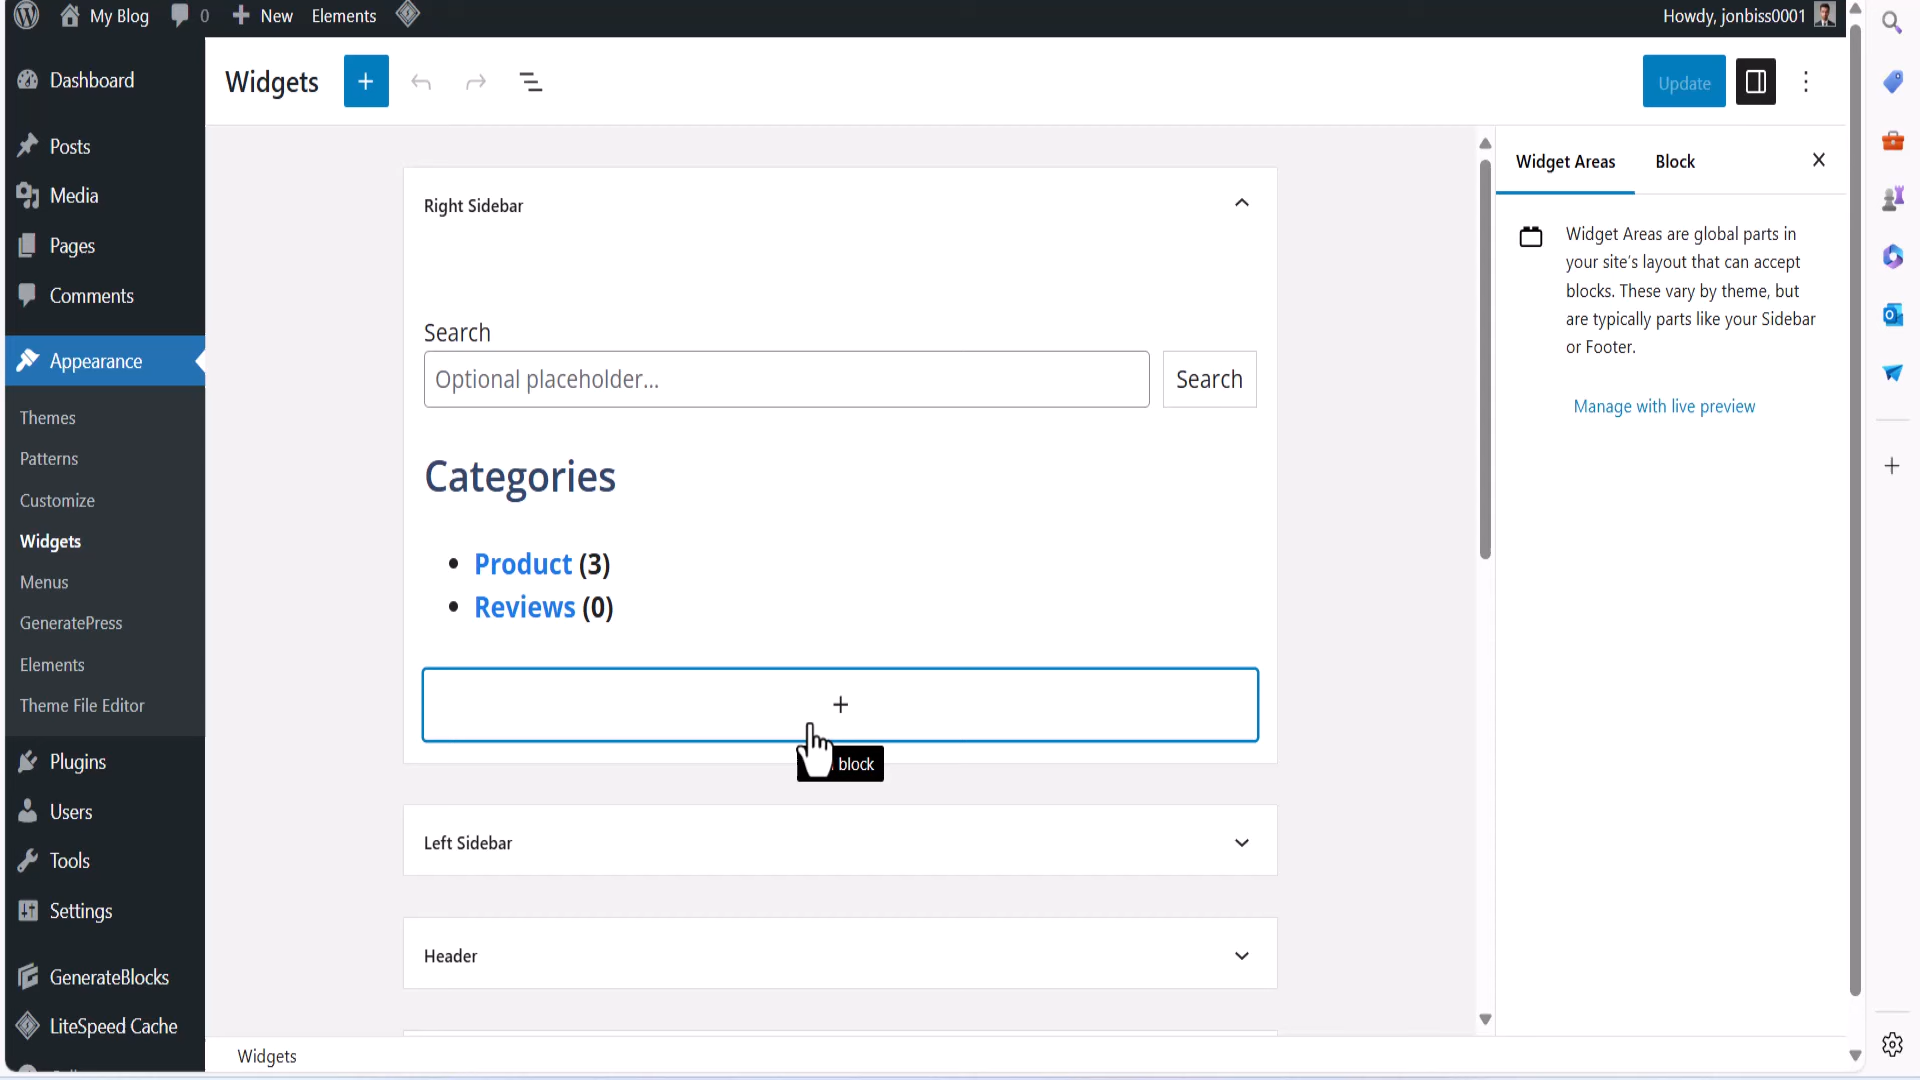 My Blog 0 New Elements Howdy, jonbiss0001
Dashboard
Posts
Media
Pages
Comments
Appearance
Themes
Patterns
Customize
Widgets
Menus
GeneratePress
Elements
Theme File Editor
Plugins
Users
Tools
Settings
GenerateBlocks
LiteSpeed Cache
Widgets Update
Right Sidebar
Search
Optional placeholder... Search
Categories
Product (3)
Reviews (0)
block
Left Sidebar
Header
Widgets
Widget Areas Block
Widget Areas are global parts in
your site's layout that can accept
blocks. These vary by theme, but
are typically parts like your Sidebar
or Footer.
Manage with live preview